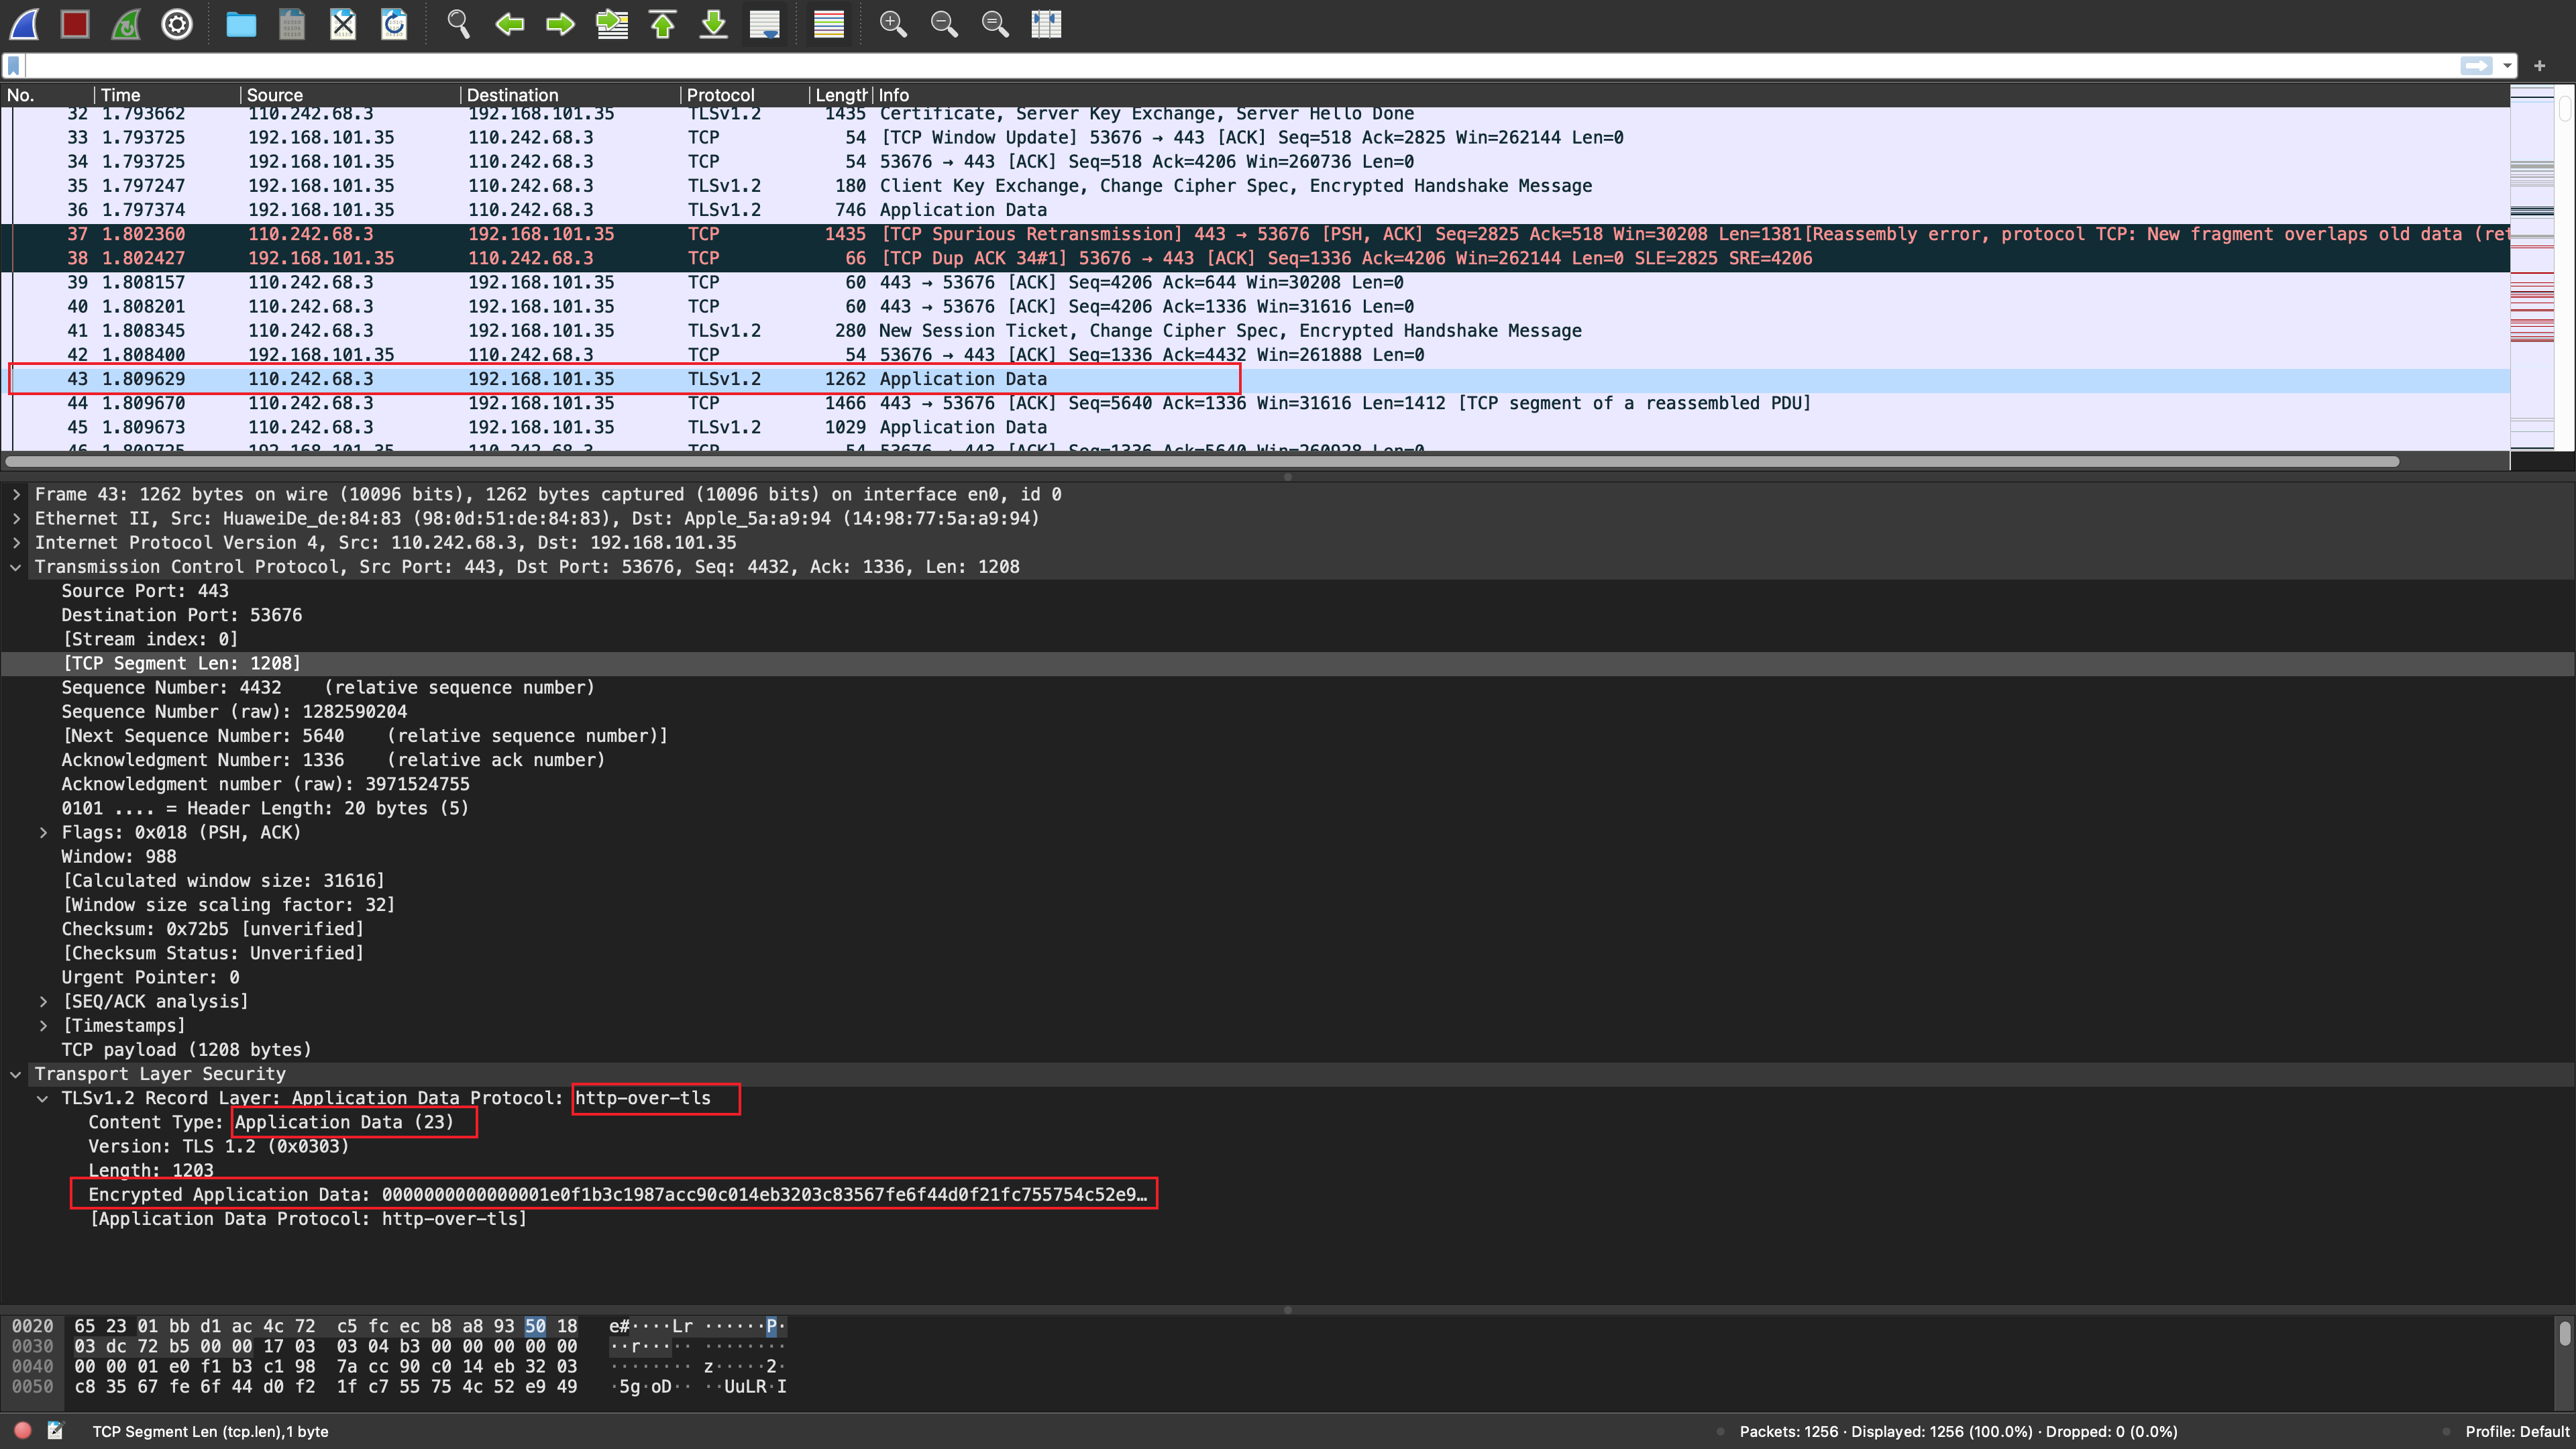 No. Time Source Destination Protocol Length Info
32 1.793662 110.242.68.3 192.168.101.35 TLSv1.2 1435 Certificate, Server Key Exchange, Server Hello Done
33 1.793725 192.168.101.35 110.242.68.3 TCP 54 [TCP Window Update] 53676 → 443 [ACK] Seq=518 Ack=2825 Win=262144 Len=0
34 1.793725 192.168.101.35 110.242.68.3 TCP 54 53676 → 443 [ACK] Seq=518 Ack=4206 Win=260736 Len=0
35 1.797247 192.168.101.35 110.242.68.3 TLSv1.2 180 Client Key Exchange, Change Cipher Spec, Encrypted Handshake Message
36 1.797374 192.168.101.35 110.242.68.3 TLSv1.2 746 Application Data
37 1.802360 110.242.68.3 192.168.101.35 TCP 1435 [TCP Spurious Retransmission] 443 → 53676 [PSH, ACK] Seq=2825 Ack=518 Win=30208 Len=1381[Reassembly error, protocol TCP: New fragment overlaps old data (ret
38 1.802427 192.168.101.35 110.242.68.3 TCP 66 [TCP Dup ACK 34#1] 53676 → 443 [ACK] Seq=1336 Ack=4206 Win=262144 Len=0 SLE=2825 SRE=4206
39 1.808157 110.242.68.3 192.168.101.35 TCP 60 443 → 53676 [ACK] Seq=4206 Ack=644 Win=30208 Len=0
40 1.808201 110.242.68.3 192.168.101.35 TCP 60 443 → 53676 [ACK] Seq=4206 Ack=1336 Win=31616 Len=0
41 1.808345 110.242.68.3 192.168.101.35 TLSv1.2 280 New Session Ticket, Change Cipher Spec, Encrypted Handshake Message
42 1.808400 192.168.101.35 110.242.68.3 TCP 54 53676 → 443 [ACK] Seq=1336 Ack=4432 Win=261888 Len=0
43 1.809629 110.242.68.3 192.168.101.35 TLSv1.2 1262 Application Data
44 1.809670 110.242.68.3 192.168.101.35 TCP 1466 443 → 53676 [ACK] Seq=5640 Ack=1336 Win=31616 Len=1412 [TCP segment of a reassembled PDU]
45 1.809673 110.242.68.3 192.168.101.35 TLSv1.2 1029 Application Data
46 1.809725 192.168.101.35 110.242.68.3 TCP 54 53676 → 443 [ACK] Seq=1336 Ack=5640 Win=260928 Len=0
Frame 43: 1262 bytes on wire (10096 bits), 1262 bytes captured (10096 bits) on interface en0, id 0
Ethernet II, Src: HuaweiDe_de:84:83 (98:0d:51:de:84:83), Dst: Apple_5a:a9:94 (14:98:77:5a:a9:94)
Internet Protocol Version 4, Src: 110.242.68.3, Dst: 192.168.101.35
Transmission Control Protocol, Src Port: 443, Dst Port: 53676, Seq: 4432, Ack: 1336, Len: 1208
Source Port: 443
Destination Port: 53676
[Stream index: 0]
[TCP Segment Len: 1208]
Sequence Number: 4432 (relative sequence number)
Sequence Number (raw): 1282590204
[Next Sequence Number: 5640 (relative sequence number)]
Acknowledgment Number: 1336 (relative ack number)
Acknowledgment number (raw): 3971524755
0101 .... = Header Length: 20 bytes (5)
Flags: 0x018 (PSH, ACK)
Window: 988
[Calculated window size: 31616]
[Window size scaling factor: 32]
Checksum: 0x72b5 [unverified]
[Checksum Status: Unverified]
Urgent Pointer: 0
[SEQ/ACK analysis]
[Timestamps]
TCP payload (1208 bytes)
Transport Layer Security
TLSv1.2 Record Layer: Application Data Protocol: http-over-tls
Content Type: Application Data (23)
Version: TLS 1.2 (0x0303)
Length: 1203
Encrypted Application Data: 0000000000000001e0f1b3c1987acc90c014eb3203c83567fe6f44d0f21fc755754c52e9…
[Application Data Protocol: http-over-tls]
0020 65 23 01 bb d1 ac 4c 72 c5 fc ec b8 a8 93 50 18 e#····Lr ······P·
0030 03 dc 72 b5 00 00 17 03 03 04 b3 00 00 00 00 00 ··r····· ········
0040 00 00 01 e0 f1 b3 c1 98 7a cc 90 c0 14 eb 32 03 ········ z·····2·
0050 c8 35 67 fe 6f 44 d0 f2 1f c7 55 75 4c 52 e9 49 ·5g·oD·· ··UuLR·I
TCP Segment Len (tcp.len),1 byte Packets: 1256 · Displayed: 1256 (100.0%) · Dropped: 0 (0.0%) Profile: Default